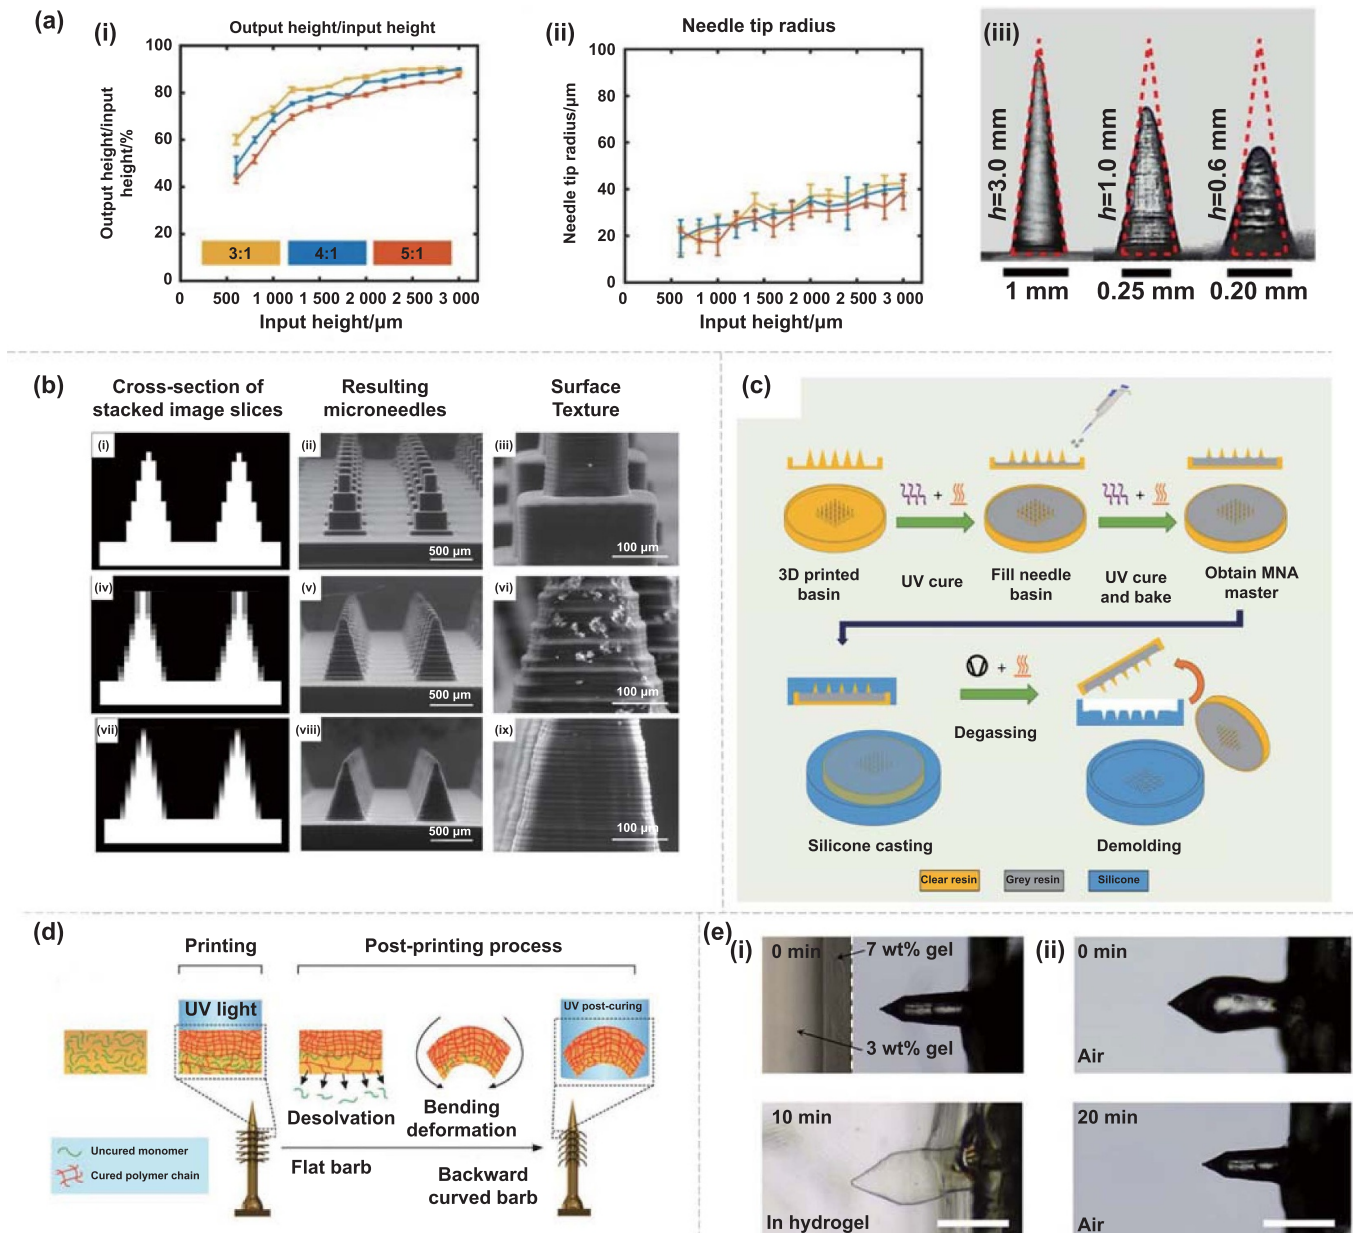 (a)
(i)
Output height/input height
Output height/input
height/%
100
80
60
40
20
0
3:1
4:1
5:1
0
500
1 000
1 500
2 000
2 500
3 000
Input height/μm
(ii)
Needle tip radius
Needle tip radius/μm
100
80
60
40
20
0
0
500
1 000
1 500
2 000
2 500
3 000
Input height/μm
(iii)
h=3.0 mm
h=1.0 mm
h=0.6 mm
1 mm
0.25 mm
0.20 mm
(b)
Cross-section of
stacked image slices
Resulting
microneedles
Surface
Texture
(i)
(ii)
500 μm
(iii)
100 μm
(iv)
(v)
500 μm
(vi)
100 μm
(vii)
(viii)
500 μm
(ix)
100 μm
(c)
3D printed
basin
UV cure
Fill needle
basin
UV cure
and bake
Obtain MNA
master
+
+
+
Degassing
Silicone casting
Demolding
Clear resin
Grey resin
Silicone
(d)
Printing
Post-printing process
UV light
UV post-curing
Desolvation
Bending
deformation
Uncured monomer
Cured polymer chain
Flat barb
Backward
curved barb
(e)
(i)
0 min
7 wt% gel
3 wt% gel
10 min
In hydrogel
(ii)
0 min
Air
20 min
Air